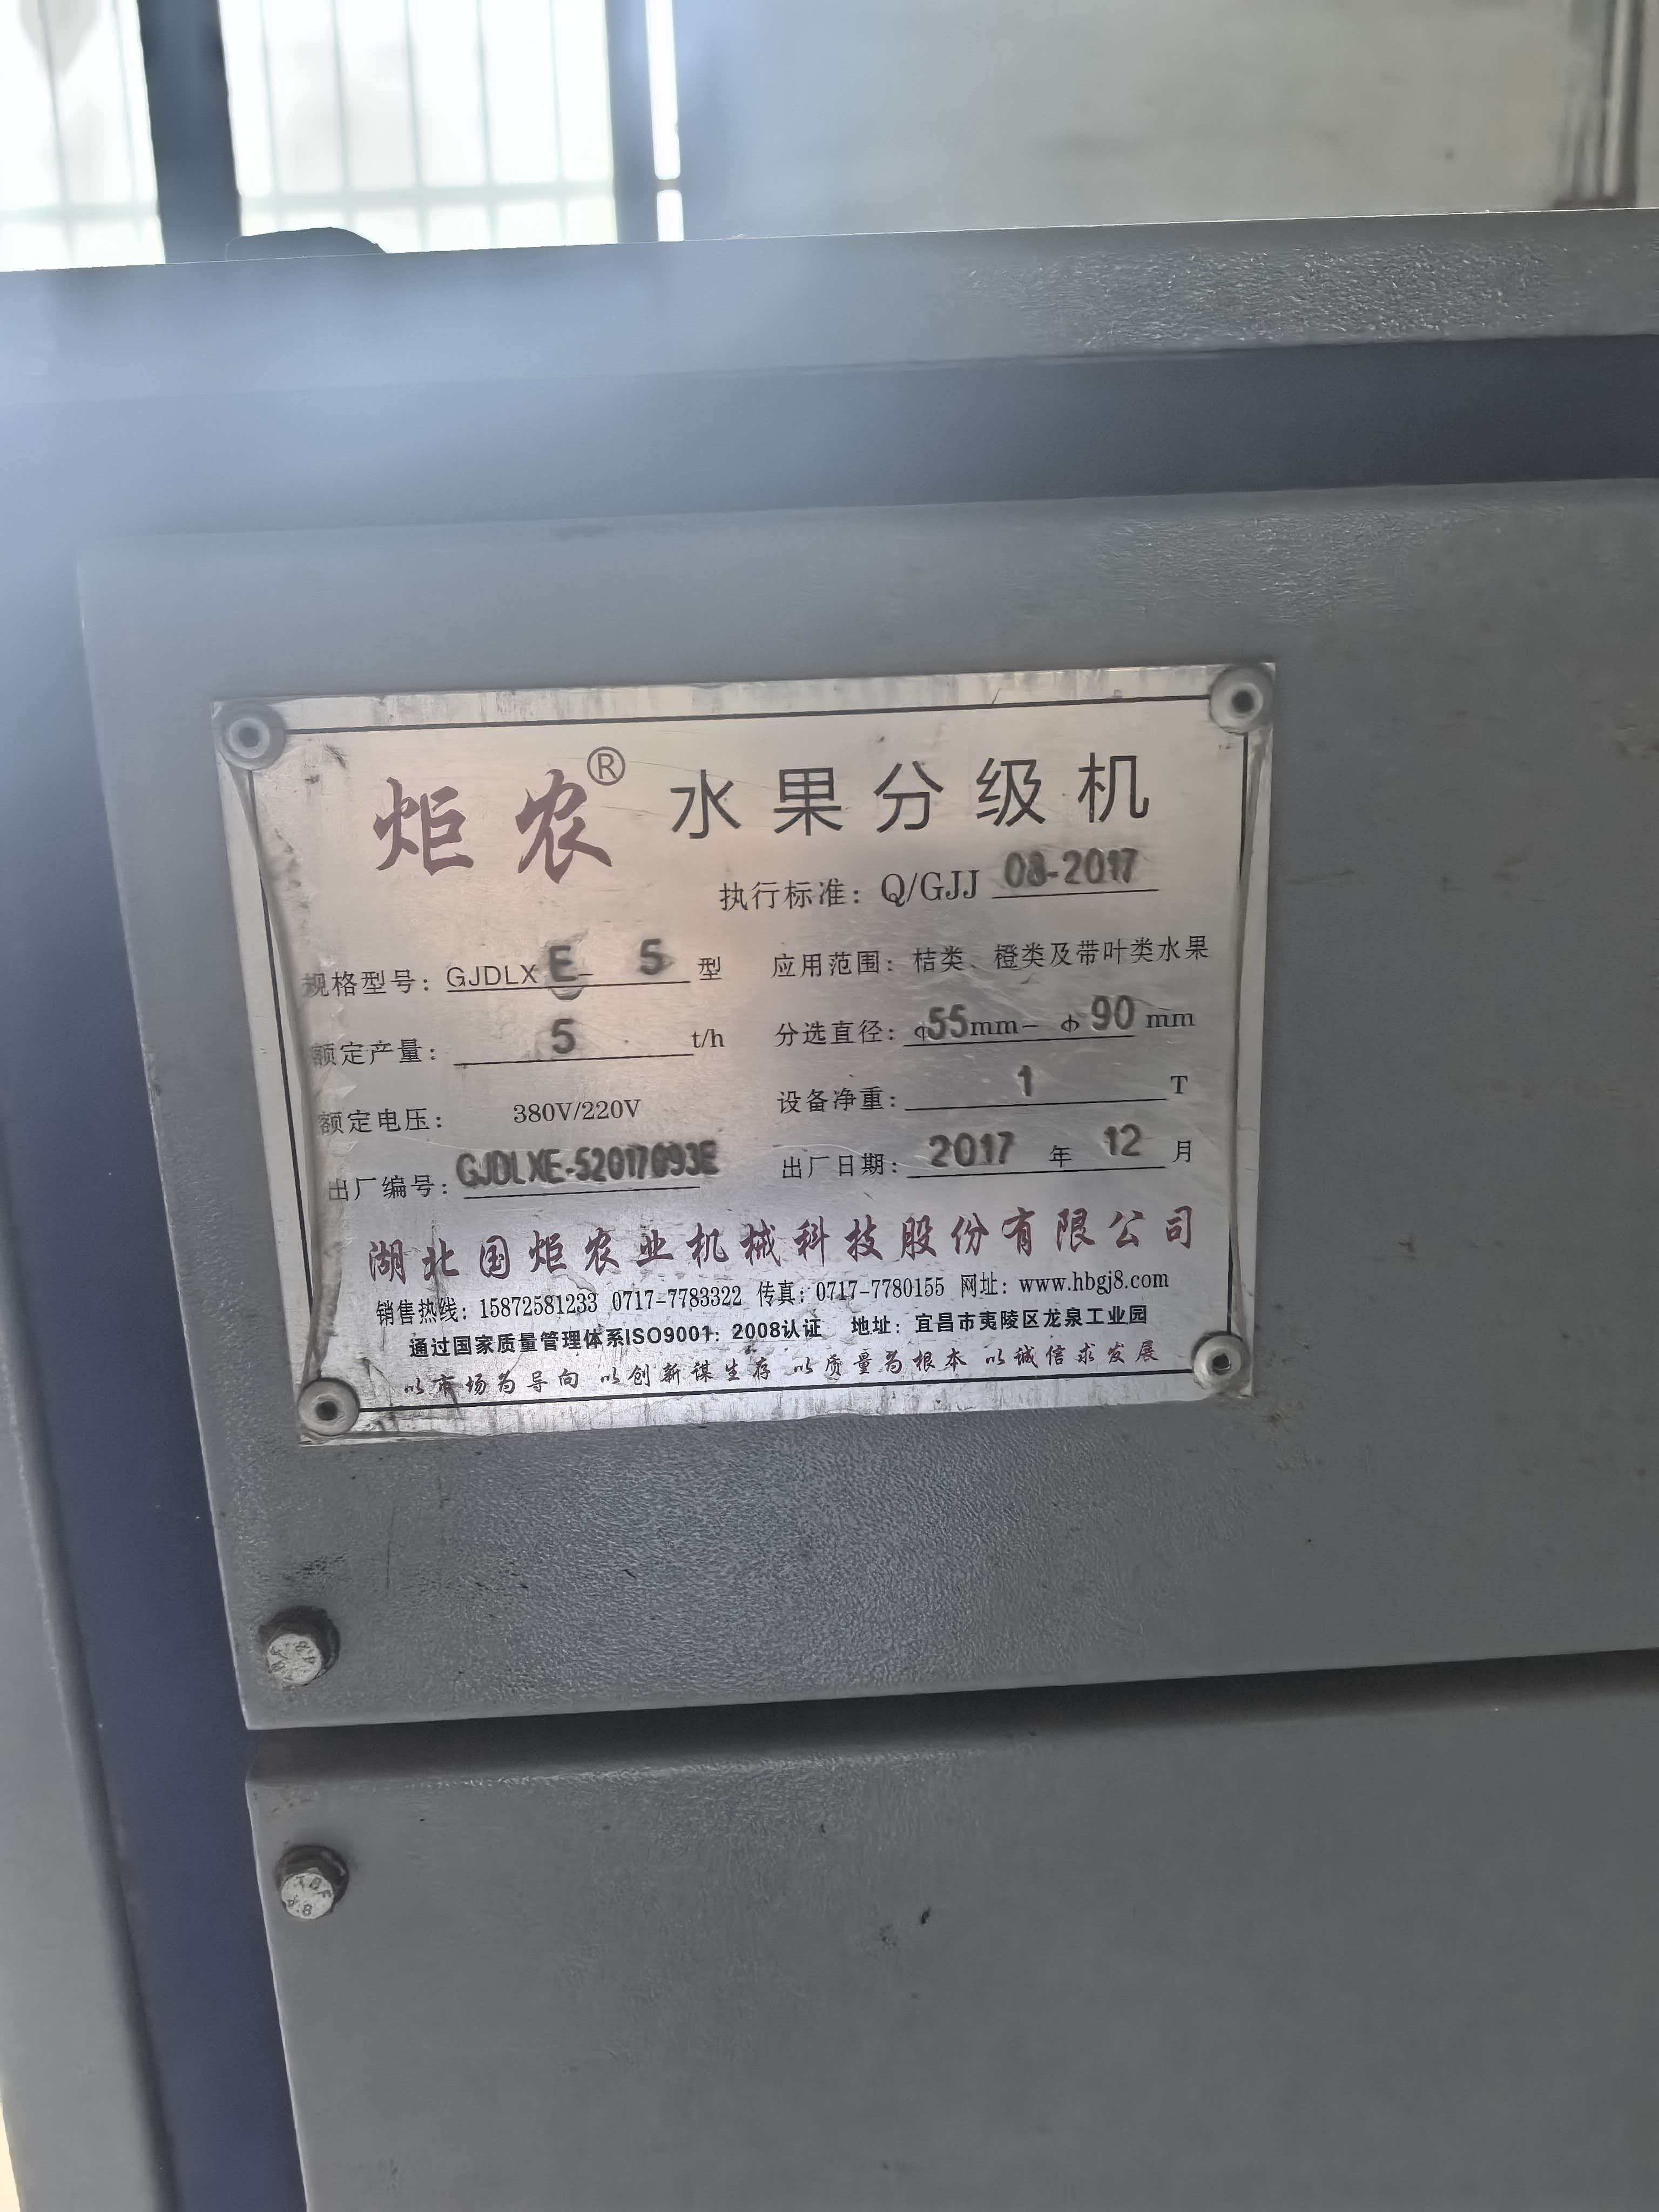 炬农® 水果分级机
执行标准：Q/GJJ 08-2017
规格型号：GJDLXE-5型 应用范围：桔类、橙类及带叶类水果
额定产量：5 t/h 分选直径：φ55mm-φ90mm
额定电压：380V/220V 设备净重：1 T
出厂编号：GJDLXE-52017093E 出厂日期：2017年12月
湖北国炬农业机械科技股份有限公司
销售热线：15872581233 0717-7783322 传真：0717-7780155 网址：www.hbgj8.com
通过国家质量管理体系ISO9001：2008认证 地址：宜昌市夷陵区龙泉工业园
以市场为导向 以创新谋生存 以质量为根本 以诚信求发展